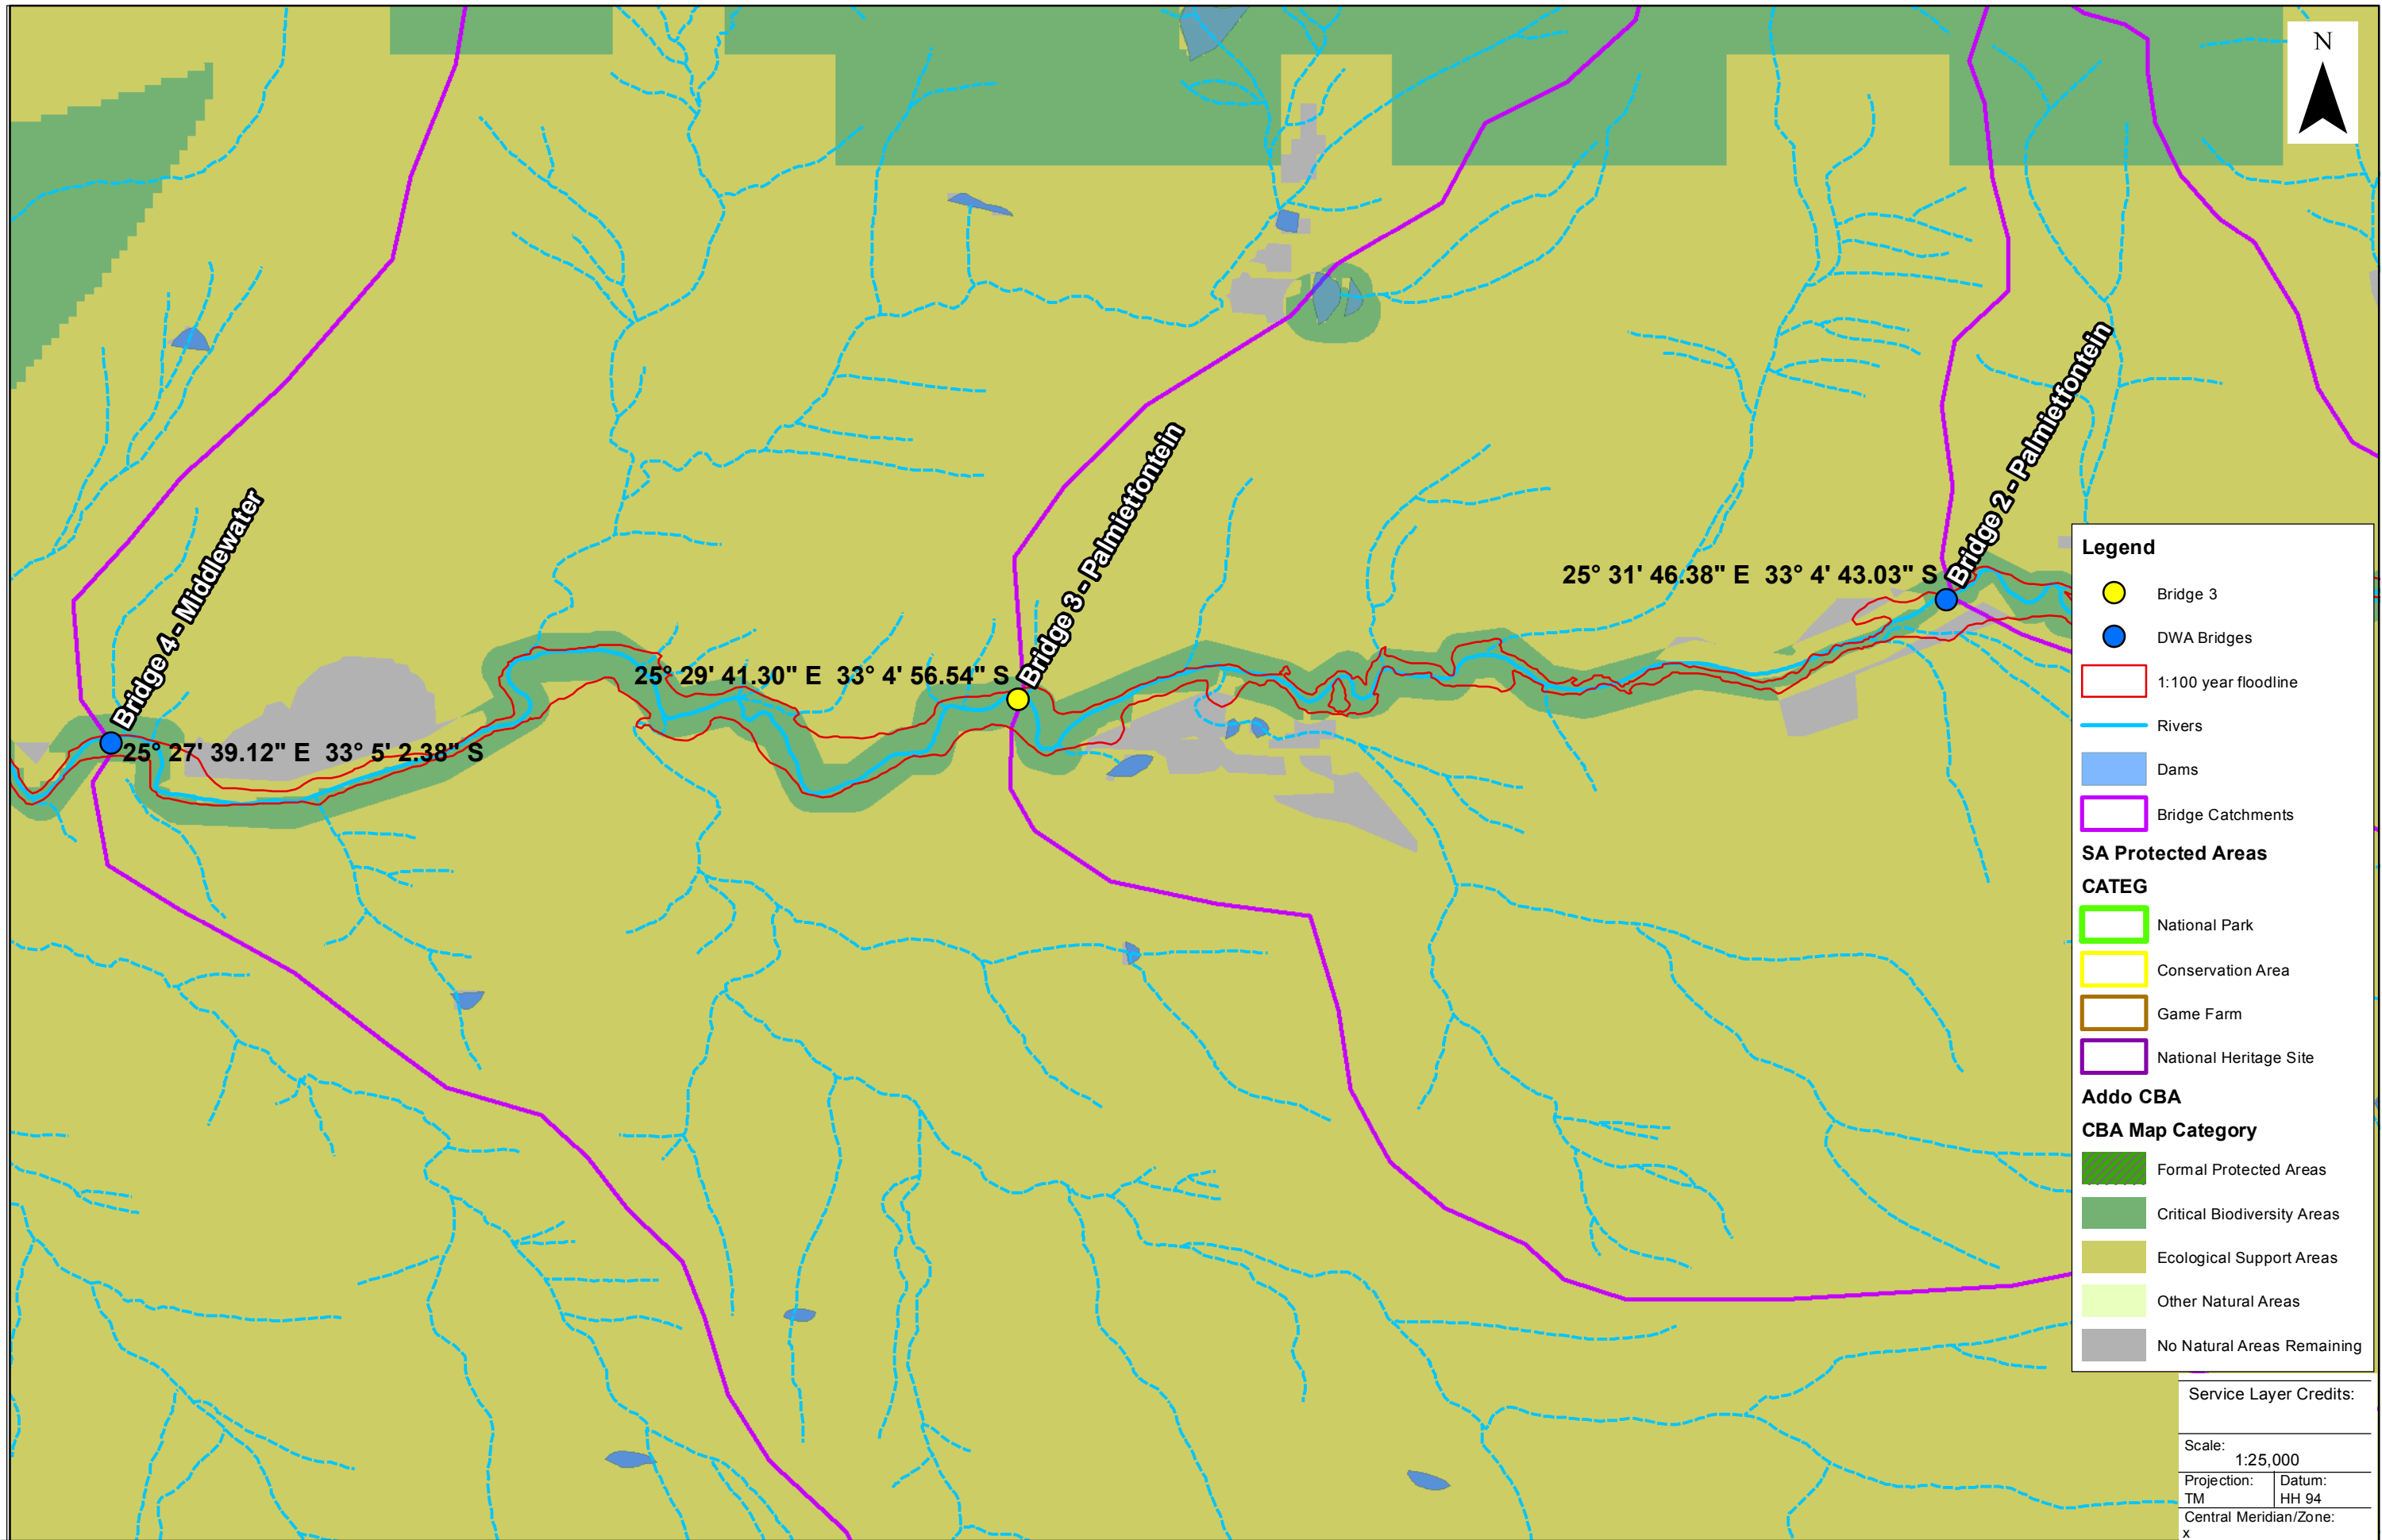 N
Bridge 2 - Palmietfontein
25° 31' 46.38" E 33° 4' 43.03" S
Bridge 3 - Palmietfontein
25° 29' 41.30" E 33° 4' 56.54" S
Bridge 4 - Middlewater
25° 27' 39.12" E 33° 5' 2.38" S
Legend
Bridge 3
DWA Bridges
1:100 year floodline
Rivers
Dams
Bridge Catchments
SA Protected Areas
CATEG
National Park
Conservation Area
Game Farm
National Heritage Site
Addo CBA
CBA Map Category
Formal Protected Areas
Critical Biodiversity Areas
Ecological Support Areas
Other Natural Areas
No Natural Areas Remaining
Service Layer Credits:
Scale:
1:25,000
Projection:
TM
Datum:
HH 94
Central Meridian/Zone:
x